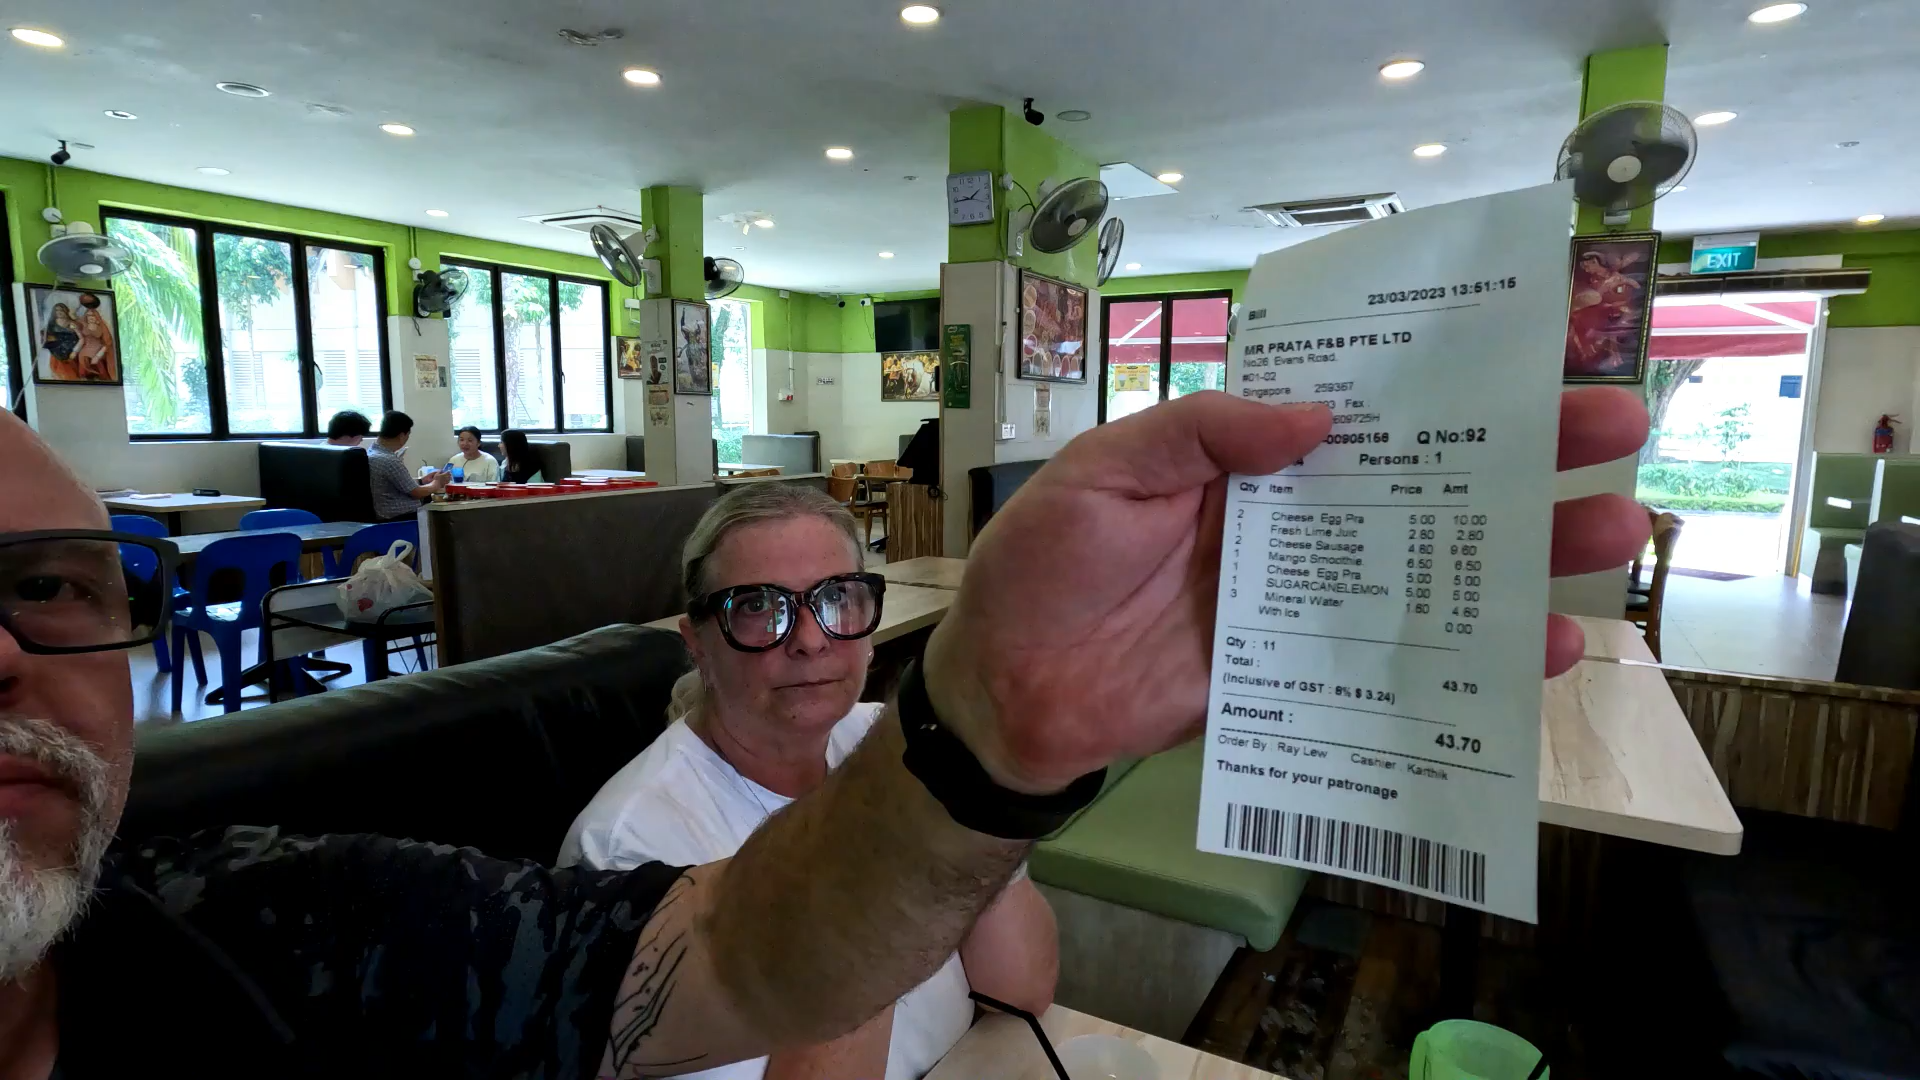 EXIT
Bill
23/03/2023 13:51:15
MR PRATA F&B PTE LTD
No26 Evans Road,
#01-02
Singapore 259367
Fax :
609725H
-00905156 Q No:92
Persons : 1
Qty Item Price Amt
2 Cheese Egg Pra 5.00 10.00
1 Fresh Lime Juic 2.80 2.80
2 Cheese Sausage 4.80 9.60
1 Mango Smoothie 6.50 6.50
1 Cheese Egg Pra 5.00 5.00
1 SUGARCANELEMON 5.00 5.00
3 Mineral Water 1.60 4.80
With Ice 0.00
Qty : 11
Total : 43.70
(Inclusive of GST : 8% $ 3.24)
Amount : 43.70
Order By : Ray Lew Cashier : Karthik
Thanks for your patronage